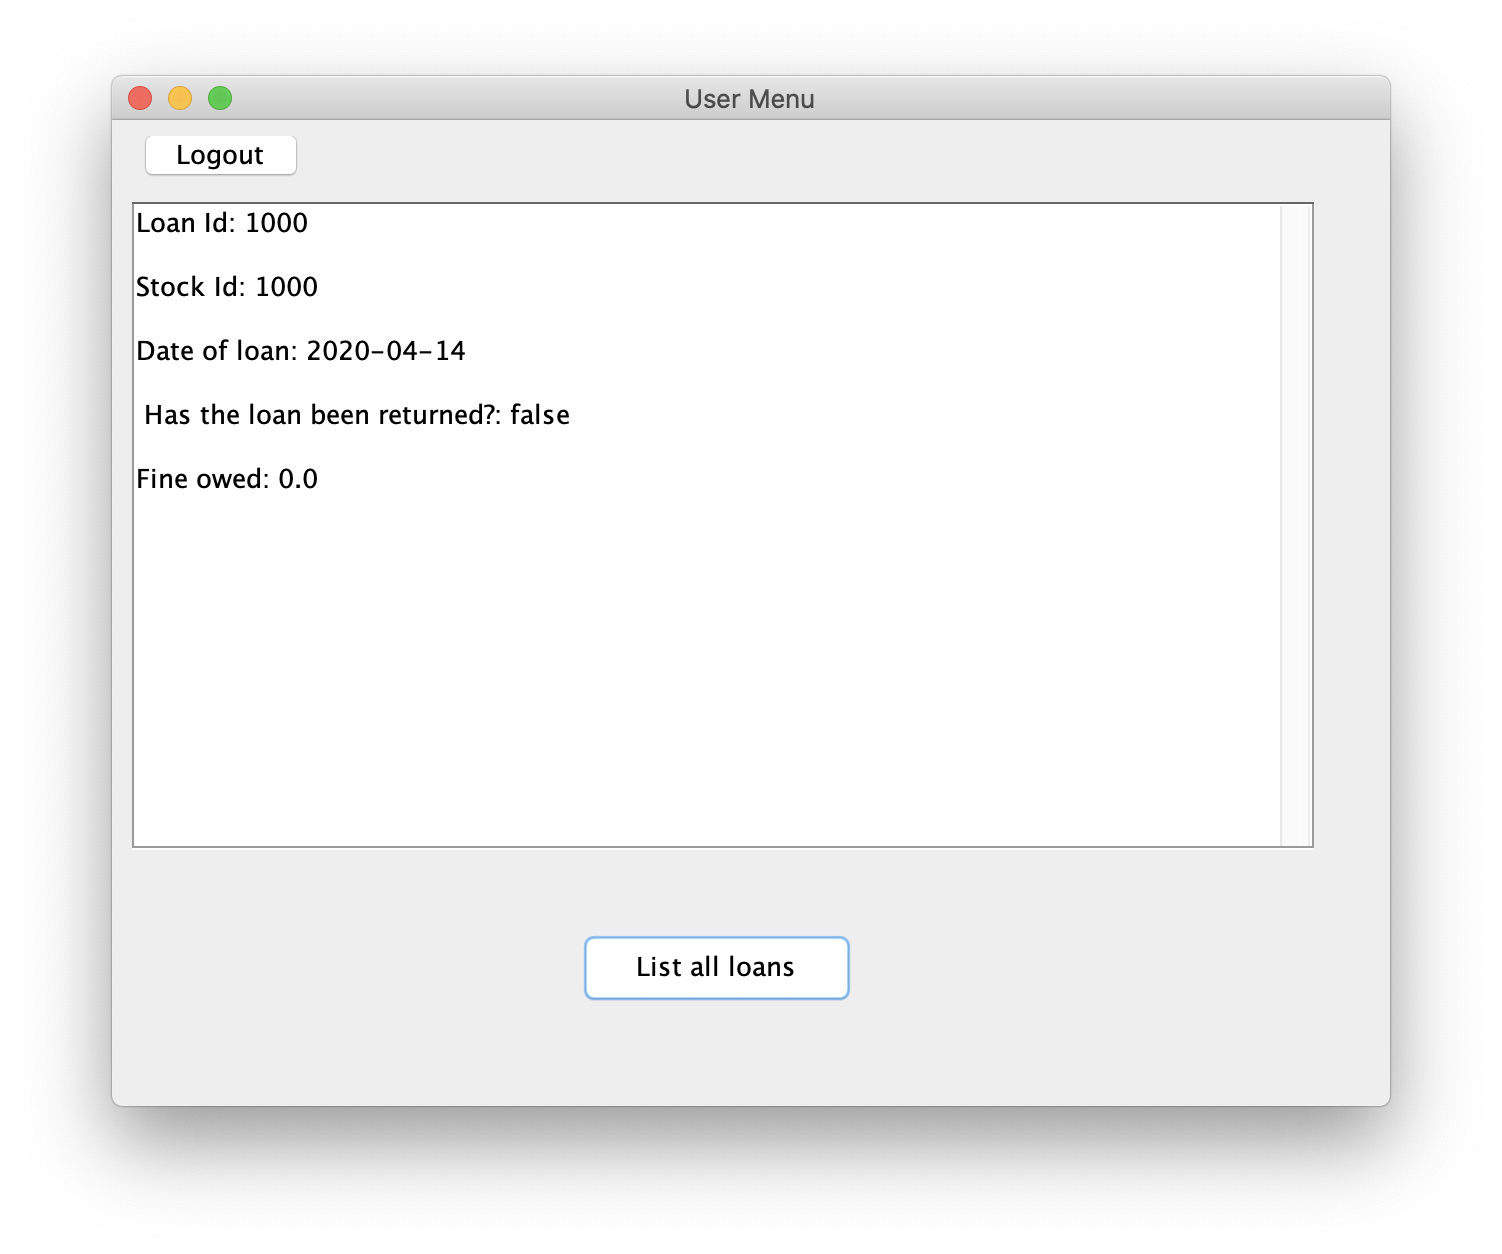 User Menu
Logout
Loan Id: 1000
Stock Id: 1000
Date of loan: 2020-04-14
Has the loan been returned?: false
Fine owed: 0.0
List all loans